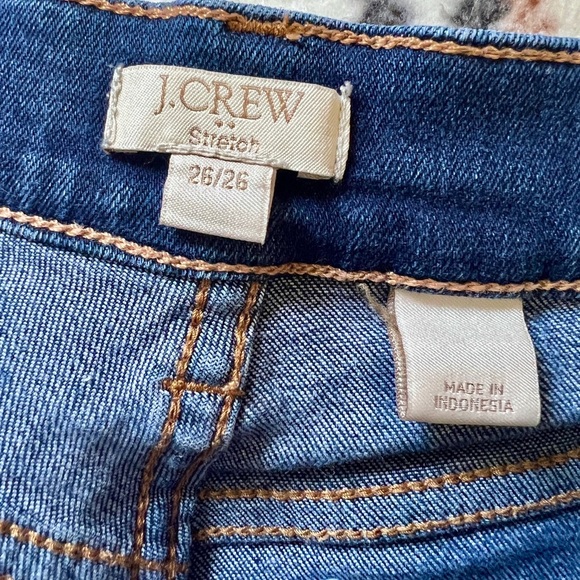 J.CREW
Stretch
26/26
MADE IN
INDONESIA